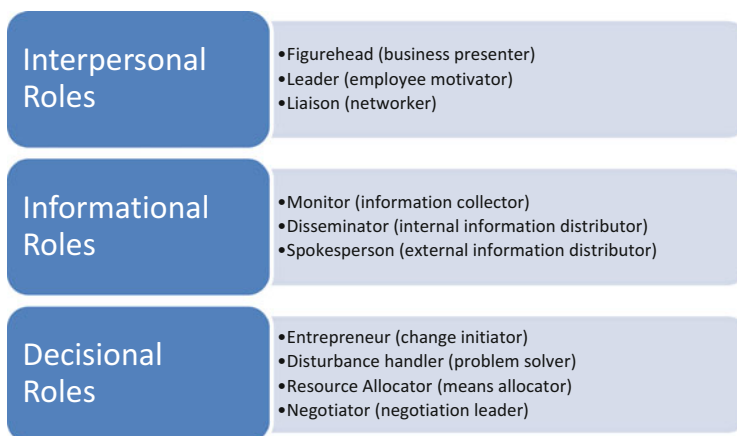 Interpersonal
Roles
•Figurehead (business presenter)
•Leader (employee motivator)
•Liaison (networker)
Informational
Roles
•Monitor (information collector)
•Disseminator (internal information distributor)
•Spokesperson (external information distributor)
Decisional
Roles
•Entrepreneur (change initiator)
•Disturbance handler (problem solver)
•Resource Allocator (means allocator)
•Negotiator (negotiation leader)